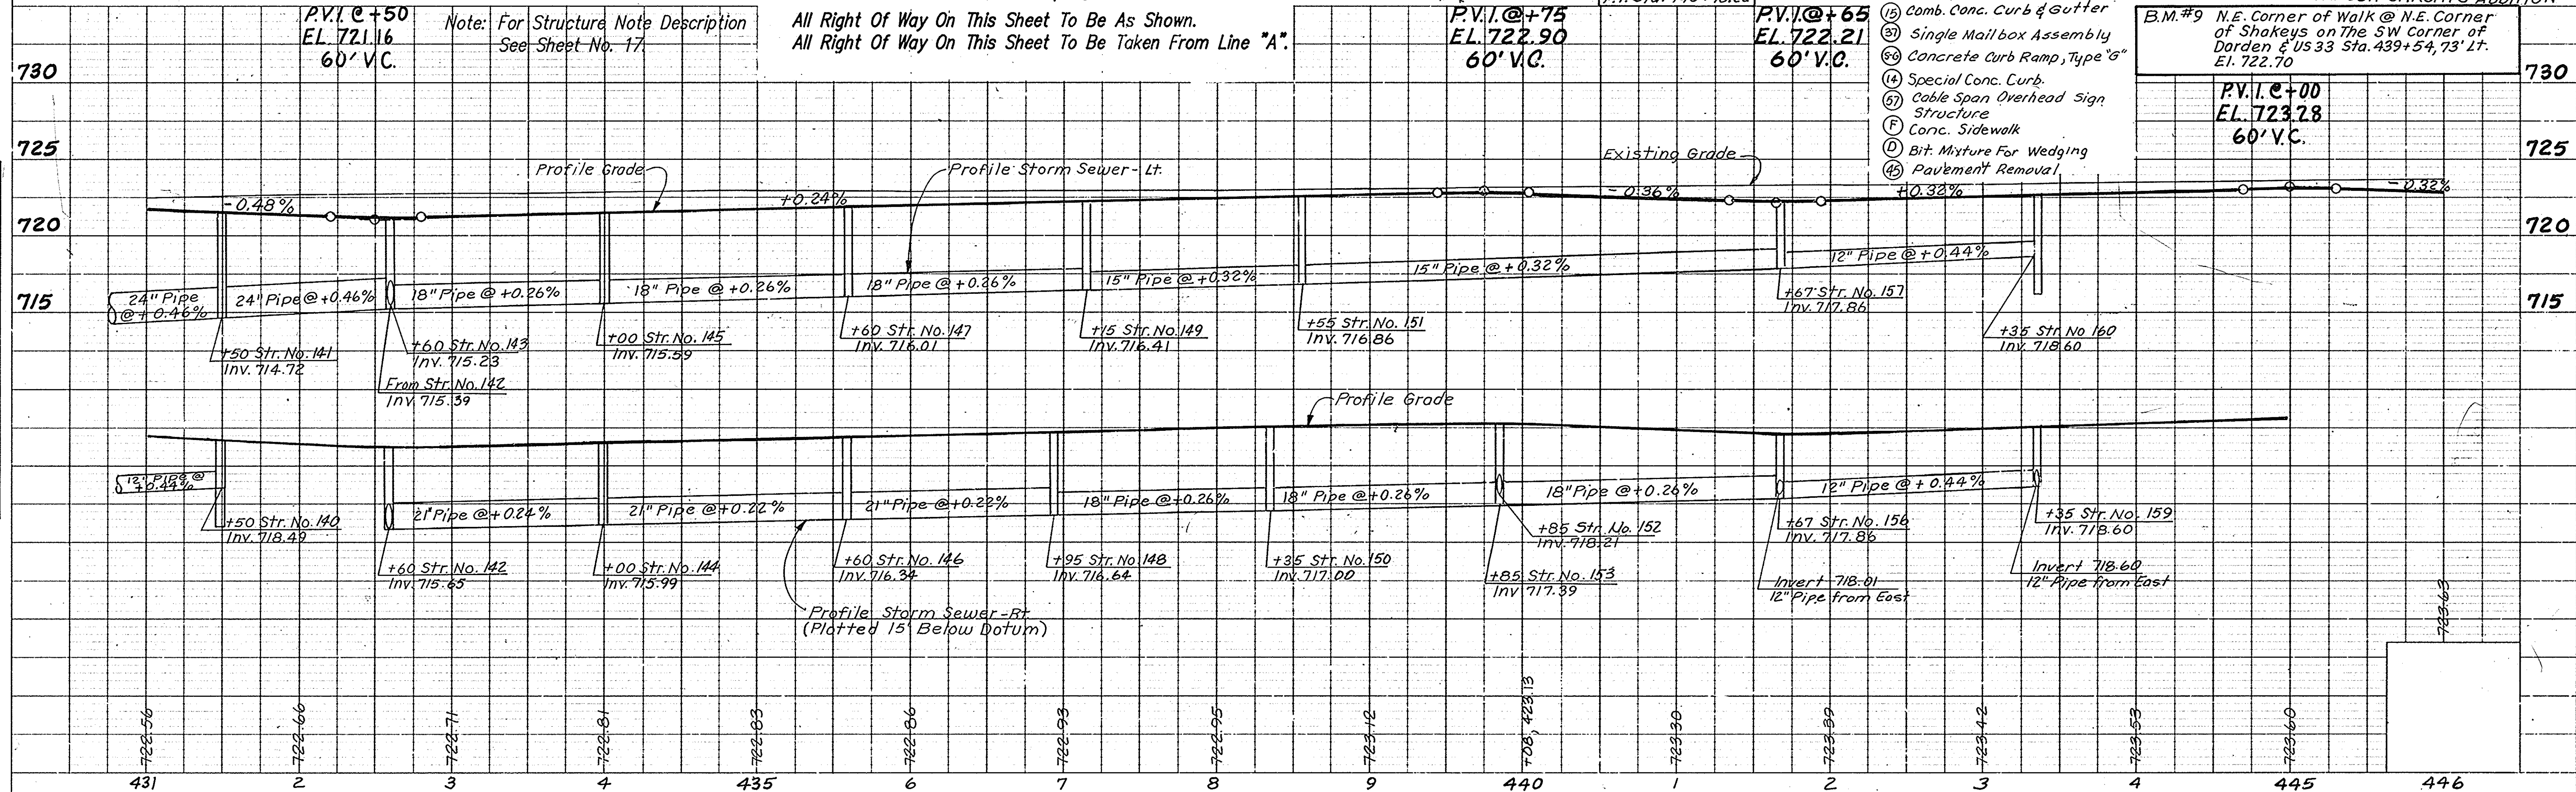 P.V.I. @ +50
EL. 721.16
60' V.C.
Note: For Structure Note Description
See Sheet No. 17.
All Right Of Way On This Sheet To Be As Shown.
All Right Of Way On This Sheet To Be Taken From Line "A".
P.V.I. @ +75
EL. 722.90
60' V.C.
P.V.I. @ +65
EL. 722.21
60' V.C.
15 Comb. Conc. Curb & Gutter
37 Single Mailbox Assembly
Concrete Curb Ramp, Type "G"
14 Special Conc. Curb.
57 Cable Span Overhead Sign
Structure
F Conc. Sidewalk
D Bit. Mixture For Wedging
45 Pavement Removal
B.M.#9 N.E. Corner of Walk @ N.E. Corner
of Shakeys on The SW Corner of
Darden & US 33 Sta. 439+54, 73' Lt.
El. 722.70
P.V.I. @ +00
EL. 723.28
60' V.C.
730
730
725
725
720
720
715
715
Profile Grade
Profile Storm Sewer - Lt.
Existing Grade
-0.48%
+0.24%
-0.36%
+0.32%
-0.32%
24" Pipe
@ +0.46%
24" Pipe @ +0.46%
18" Pipe @ +0.26%
18" Pipe @ +0.26%
18" Pipe @ +0.26%
15" Pipe @ +0.32%
15" Pipe @ +0.32%
12" Pipe @ +0.44%
+50 Str. No. 141
Inv. 714.72
+60 Str. No. 143
Inv. 715.23
From Str. No. 142
Inv 715.39
+00 Str. No. 145
Inv. 715.59
+60 Str. No. 147
Inv. 716.01
+15 Str. No. 149
Inv. 716.41
+55 Str. No. 151
Inv. 716.86
+67 Str. No. 157
Inv. 717.86
+35 Str. No 160
Inv. 718.60
Profile Grade
12" Pipe @
+0.44%
21" Pipe @ +0.24%
21" Pipe @ +0.22%
21" Pipe @ +0.22%
18" Pipe @ +0.26%
18" Pipe @ +0.26%
18" Pipe @ +0.26%
12" Pipe @ +0.44%
+50 Str. No. 140
Inv. 718.49
+60 Str. No. 142
Inv. 715.65
+00 Str. No. 144
Inv. 715.99
+60 Str. No. 146
Inv. 716.34
+95 Str. No. 148
Inv. 716.64
+35 Str. No. 150
Inv. 717.00
+85 Str. No. 152
Inv. 718.21
+85 Str. No. 153
Inv 717.39
+67 Str. No. 156
Inv. 717.86
Invert 718.01
12" Pipe from East
+35 Str. No. 159
Inv. 718.60
Invert 718.60
12" Pipe from East
Profile Storm Sewer - Rt.
(Plotted 15' Below Datum)
722.56
722.66
722.71
722.81
722.83
722.86
722.93
722.95
723.12
+08, 423.13
723.30
723.39
723.42
723.53
723.60
723.63
431
2
3
4
435
6
7
8
9
440
1
2
3
4
445
446